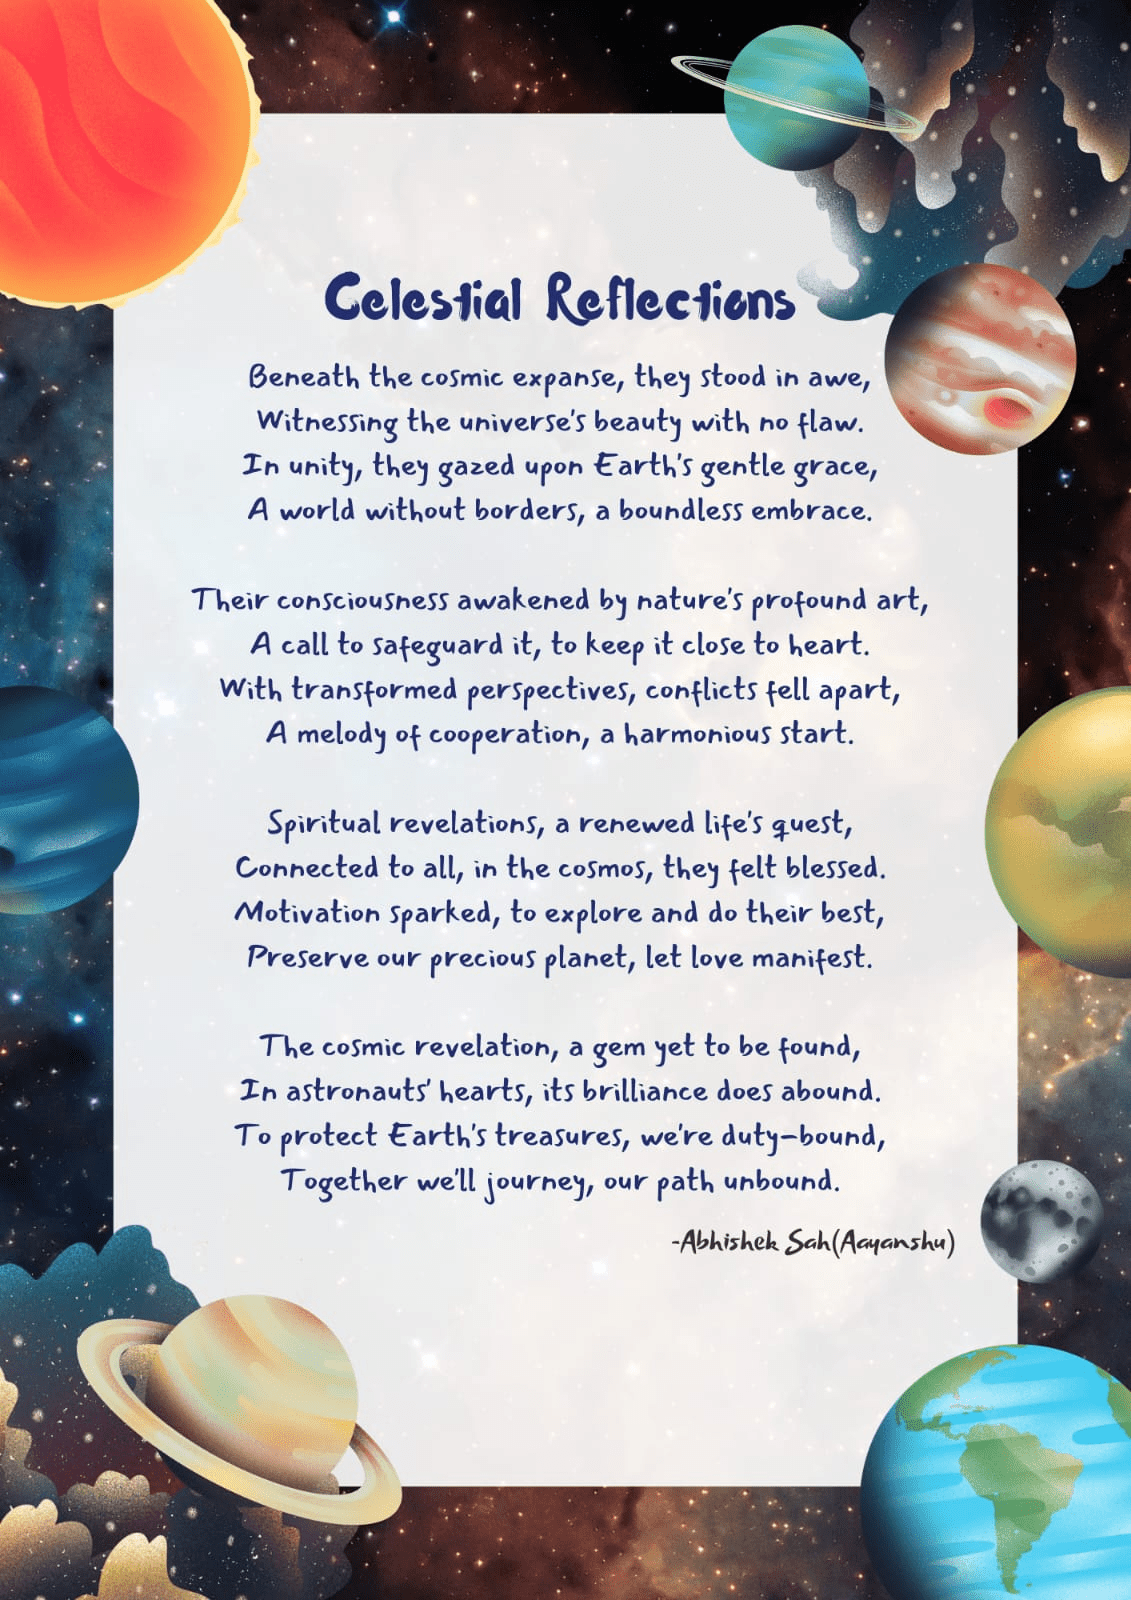 Celestial Reflections
Beneath the cosmic expanse, they stood in awe,
Witnessing the universe's beauty with no flaw.
In unity, they gazed upon Earth's gentle grace,
A world without borders, a boundless embrace.
Their consciousness awakened by nature's profound art,
A call to safeguard it, to keep it close to heart.
With transformed perspectives, conflicts fell apart,
A melody of cooperation, a harmonious start.
Spiritual revelations, a renewed life's quest,
Connected to all, in the cosmos, they felt blessed.
Motivation sparked, to explore and do their best,
Preserve our precious planet, let love manifest.
The cosmic revelation, a gem yet to be found,
In astronauts' hearts, its brilliance does abound.
To protect Earth's treasures, we're duty-bound,
Together we'll journey, our path unbound.
-Abhishek Sah(Aayanshu)